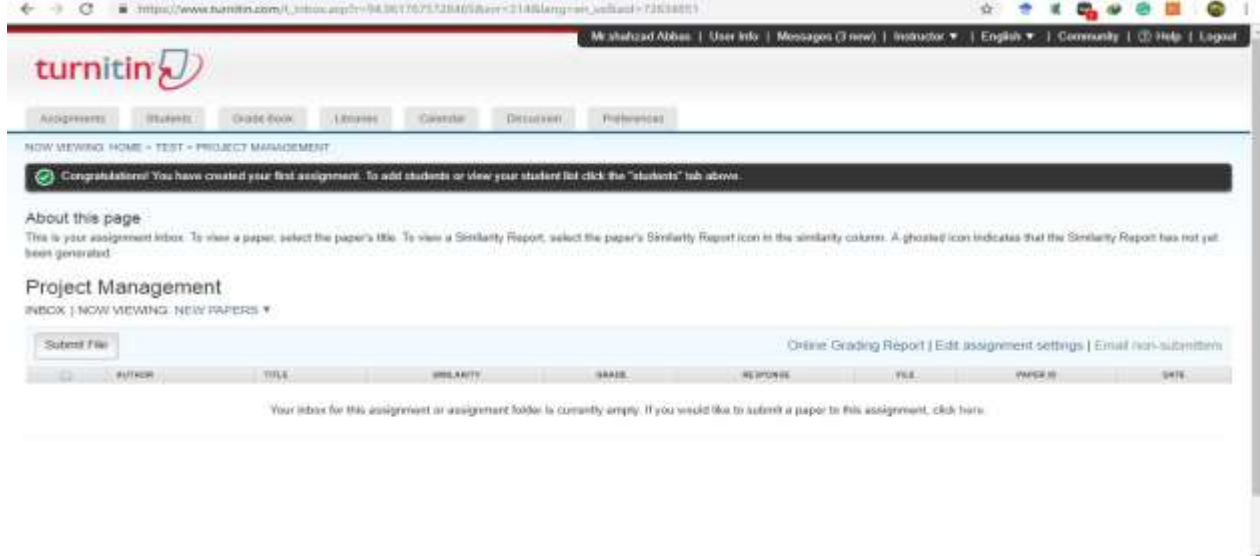 https://www.turnitin.com/t_inbox.asp?r=
Mr shahzad Abbas | User Info | Messages (3 new) | Instructor ▼ | English ▼ | Community | ? Help | Logout
turnitin
Assignments Students Grade Book Libraries Calendar Discussion Preferences
NOW VIEWING: HOME > TEST > PROJECT MANAGEMENT
Congratulations! You have created your first assignment. To add students or view your student list click the "students" tab above.
About this page
This is your assignment inbox. To view a paper, select the paper's title. To view a Similarity Report, select the paper's Similarity Report icon in the similarity column. A ghosted icon indicates that the Similarity Report has not yet
been generated.
Project Management
INBOX | NOW VIEWING: NEW PAPERS ▼
Submit File
Online Grading Report | Edit assignment settings | Email non-submitters
AUTHOR TITLE SIMILARITY GRADE RESPONSE FILE PAPER ID DATE
Your inbox for this assignment or assignment folder is currently empty. If you would like to submit a paper to this assignment, click here.